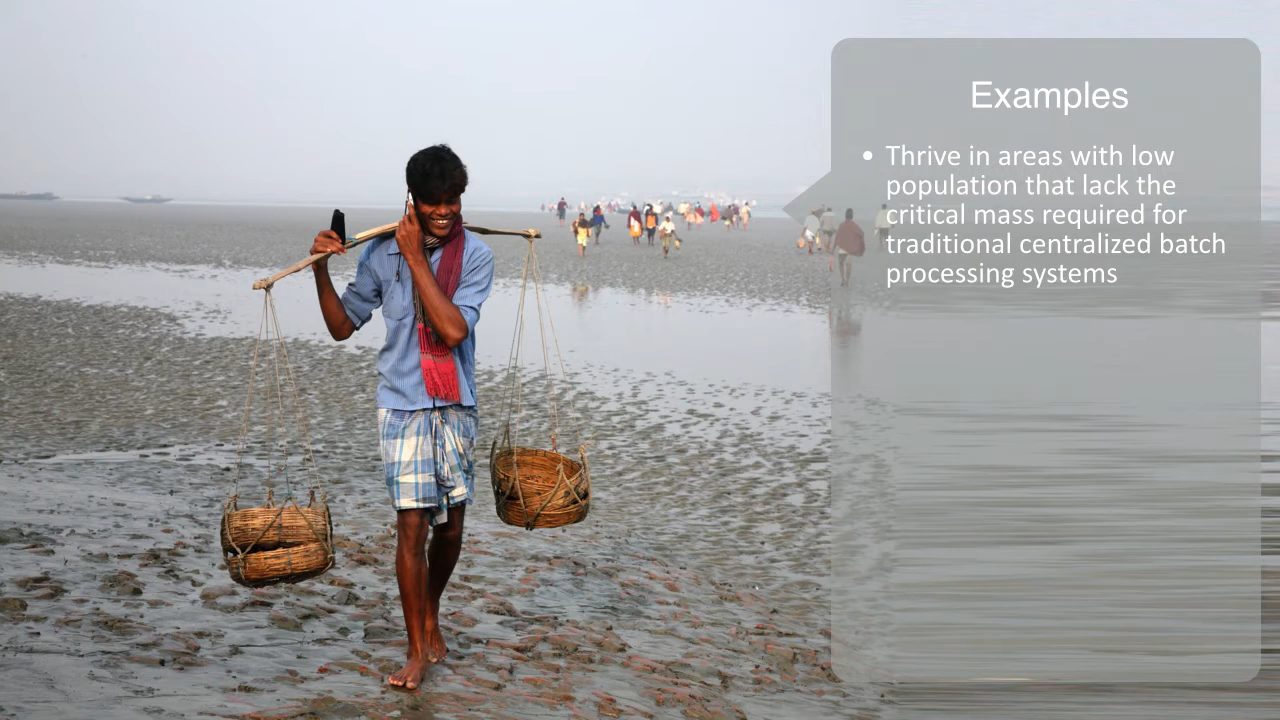 Examples
• Thrive in areas with low
population that lack the
critical mass required for
traditional centralized batch
processing systems